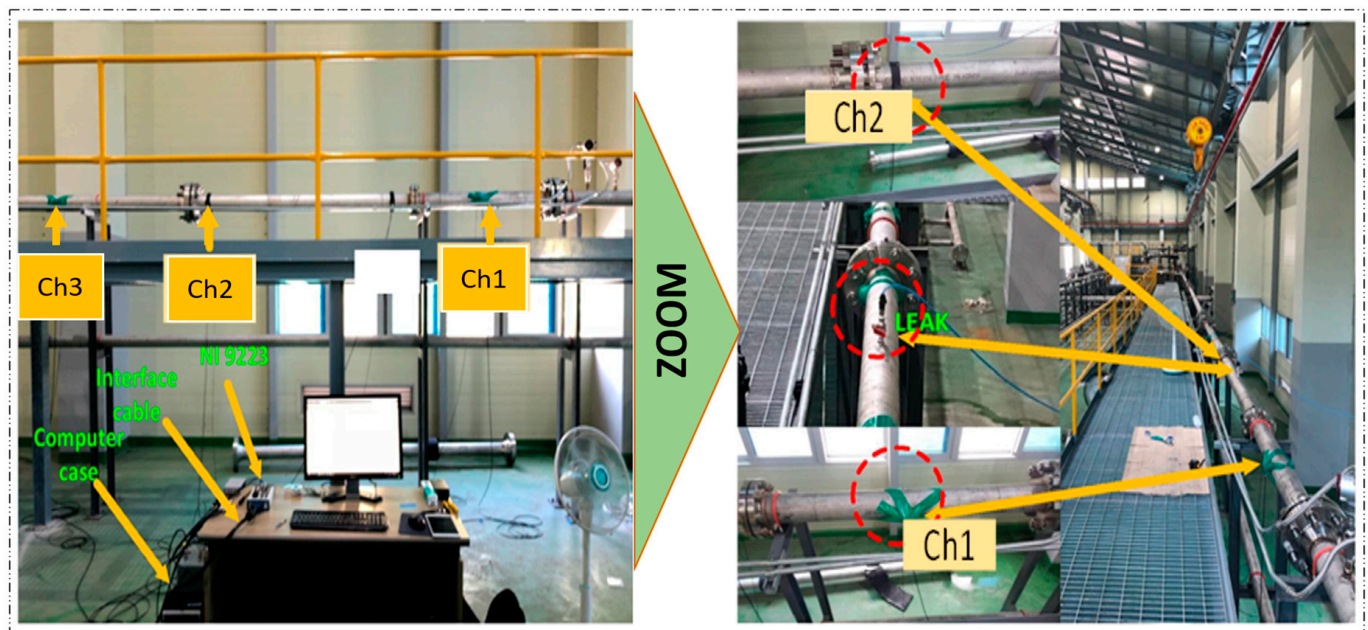 Ch3
Ch2
Ch1
NI 9223
Interface
cable
Computer
case
ZOOM
Ch2
LEAK
Ch1